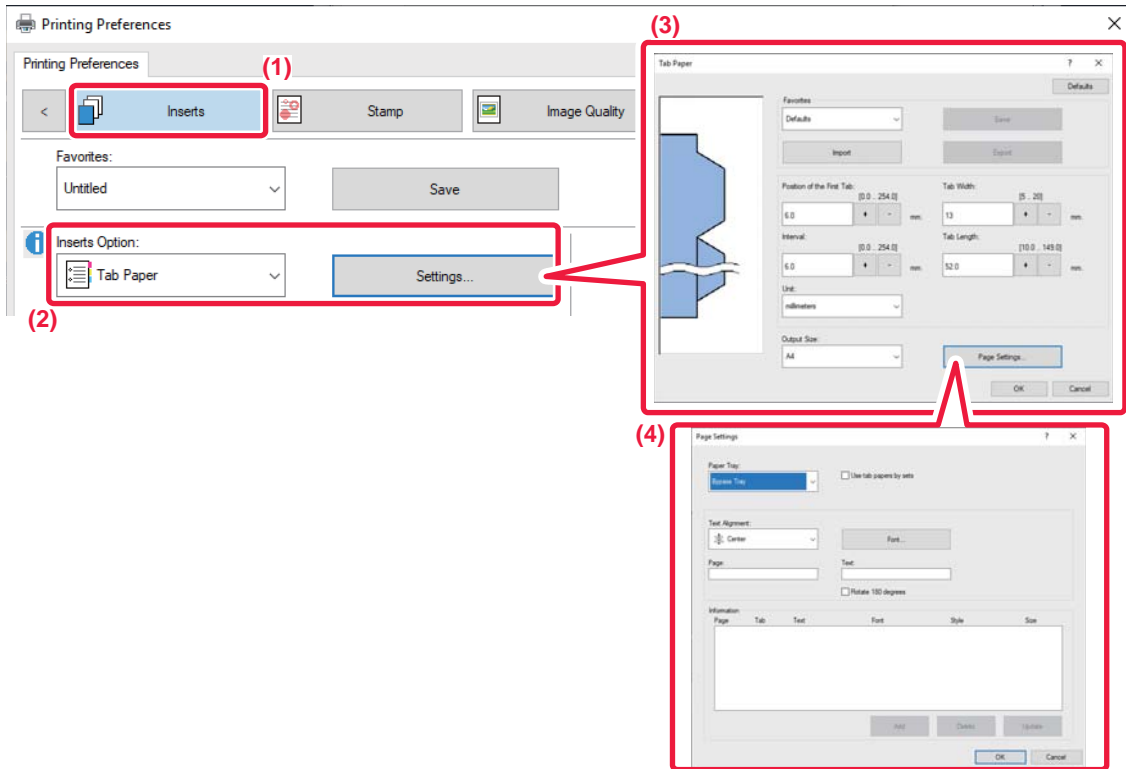 Printing Preferences
Printing Preferences
(1)
< Inserts Stamp Image Quality
Favorites:
Untitled Save
Inserts Option:
Tab Paper Settings...
(2)
(3)
Tab Paper ? ×
Defaults
Favorites
Defaults Save
Import Export
Position of the First Tab: Tab Width:
[0.0 .. 254.0] [5 .. 20]
6.0 + - mm. 13 + - mm.
Interval: Tab Length:
[0.0 .. 254.0] [10.0 .. 149.0]
6.0 + - mm. 52.0 + - mm.
Unit:
millimeters
Output Size:
A4 Page Settings...
OK Cancel
(4)
Page Settings ? ×
Paper Tray:
Bypass Tray Use tab papers by sets
Text Alignment:
Center Font...
Page: Text:
Rotate 180 degrees
Information
Page Tab Text Font Style Size
Add Delete Update
OK Cancel